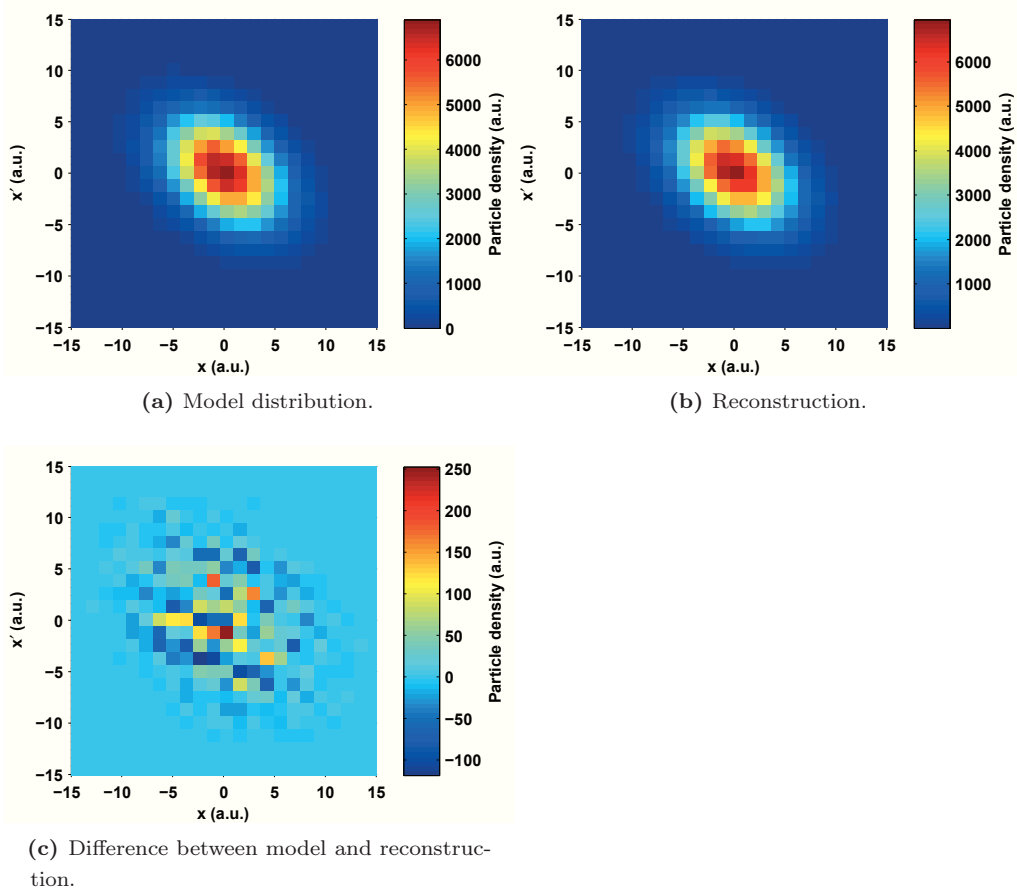 15
10
5
0
−5
−10
−15
−15 −10 −5 0 5 10 15
x (a.u.)
x′ (a.u.)
6000
5000
4000
3000
2000
1000
0
Particle density (a.u.)
(a) Model distribution.
15
10
5
0
−5
−10
−15
−15 −10 −5 0 5 10 15
x (a.u.)
x′ (a.u.)
6000
5000
4000
3000
2000
1000
Particle density (a.u.)
(b) Reconstruction.
15
10
5
0
−5
−10
−15
−15 −10 −5 0 5 10 15
x (a.u.)
x′ (a.u.)
250
200
150
100
50
0
−50
−100
Particle density (a.u.)
(c) Difference between model and reconstruc-
tion.